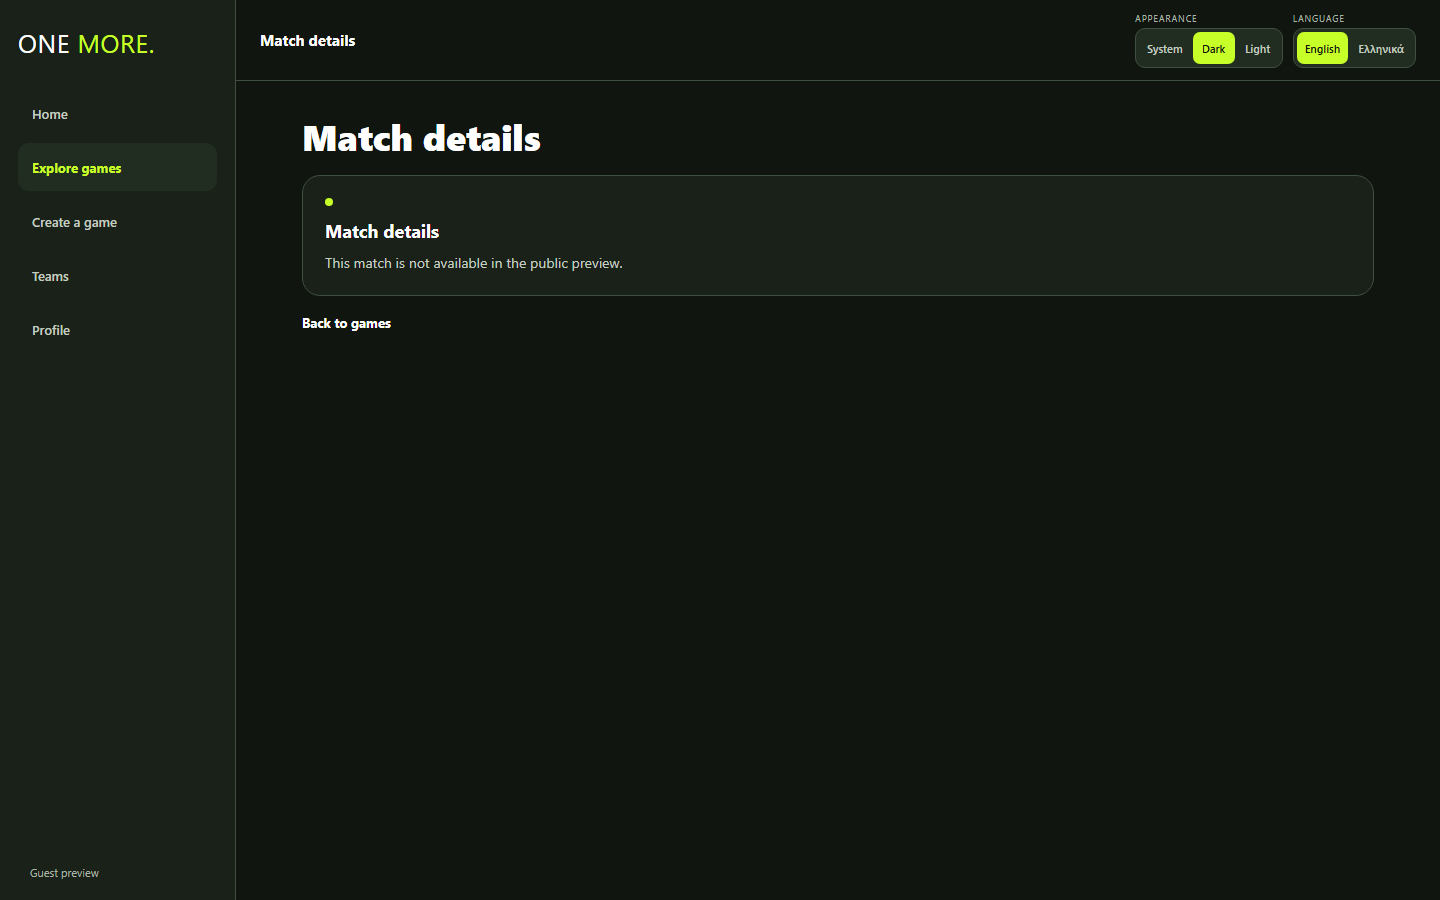 ONE MORE.
Home
Explore games
Create a game
Teams
Profile
Guest preview
Match details
APPEARANCE
System Dark Light
LANGUAGE
English Ελληνικά
Match details
Match details
This match is not available in the public preview.
Back to games